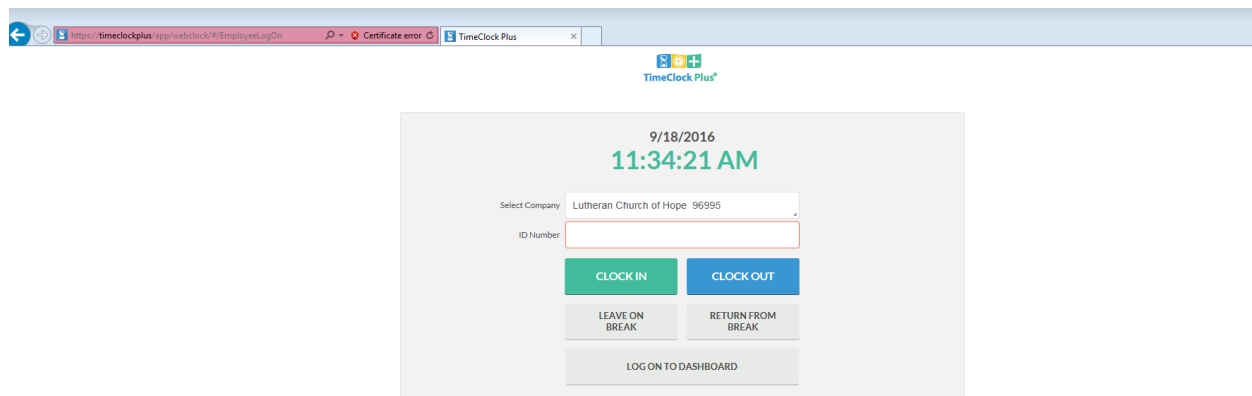 https://timeclockplus/app/webclock/#/EmployeeLogOn Certificate error TimeClock Plus
TimeClock Plus®
9/18/2016
11:34:21 AM
Select Company Lutheran Church of Hope 96995
ID Number
CLOCK IN CLOCK OUT
LEAVE ON BREAK
RETURN FROM BREAK
LOG ON TO DASHBOARD